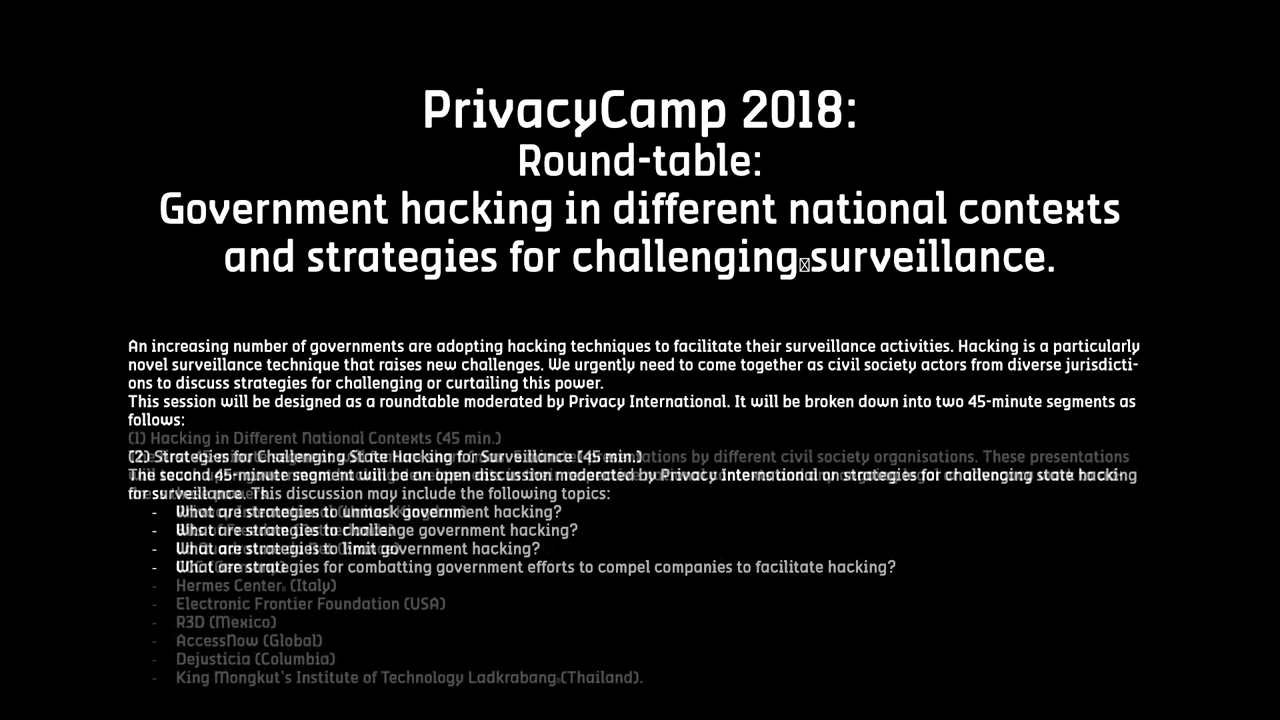 PrivacyCamp 2018:
Round-table:
Government hacking in different national contexts
and strategies for challenging surveillance.
An increasing number of governments are adopting hacking techniques to facilitate their surveillance activities. Hacking is a particularly
novel surveillance technique that raises new challenges. We urgently need to come together as civil society actors from diverse jurisdicti-
ons to discuss strategies for challenging or curtailing this power.
This session will be designed as a roundtable moderated by Privacy International. It will be broken down into two 45-minute segments as
follows:
(1) Hacking in Different National Contexts (45 min.)
(2) Strategies for Challenging State Hacking for Surveillance (45 min.)
by different civil society organisations. These presentations
The second 45-minute segment will be an open discussion moderated by Privacy International on strategies for challenging state hacking
for surveillance. This discussion may include the following topics:
- What are strategies to unmask government hacking?
- What are strategies to challenge government hacking?
- What are strategies to limit government hacking?
- What are strategies for combatting government efforts to compel companies to facilitate hacking?
- Hermes Center (Italy)
- Electronic Frontier Foundation (USA)
- R3D (Mexico)
- AccessNow (Global)
- Dejusticia (Columbia)
- King Mongkut's Institute of Technology Ladkrabang (Thailand).